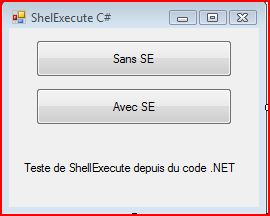 ShelExecute C#
Sans SE
Avec SE
Teste de ShellExecute depuis du code .NET